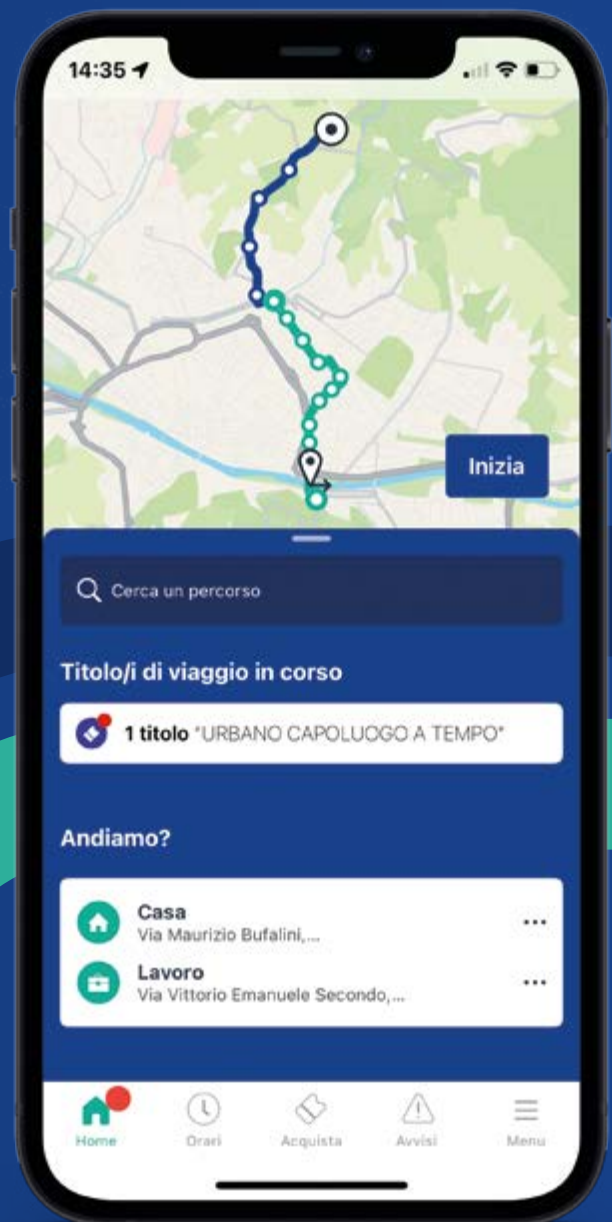 14:35
Inizia
Cerca un percorso
Titolo/i di viaggio in corso
1 titolo "URBANO CAPOLUOGO A TEMPO"
Andiamo?
Casa
Via Maurizio Bufalini,...
Lavoro
Via Vittorio Emanuele Secondo,...
Home Orari Acquista Avvisi Menu